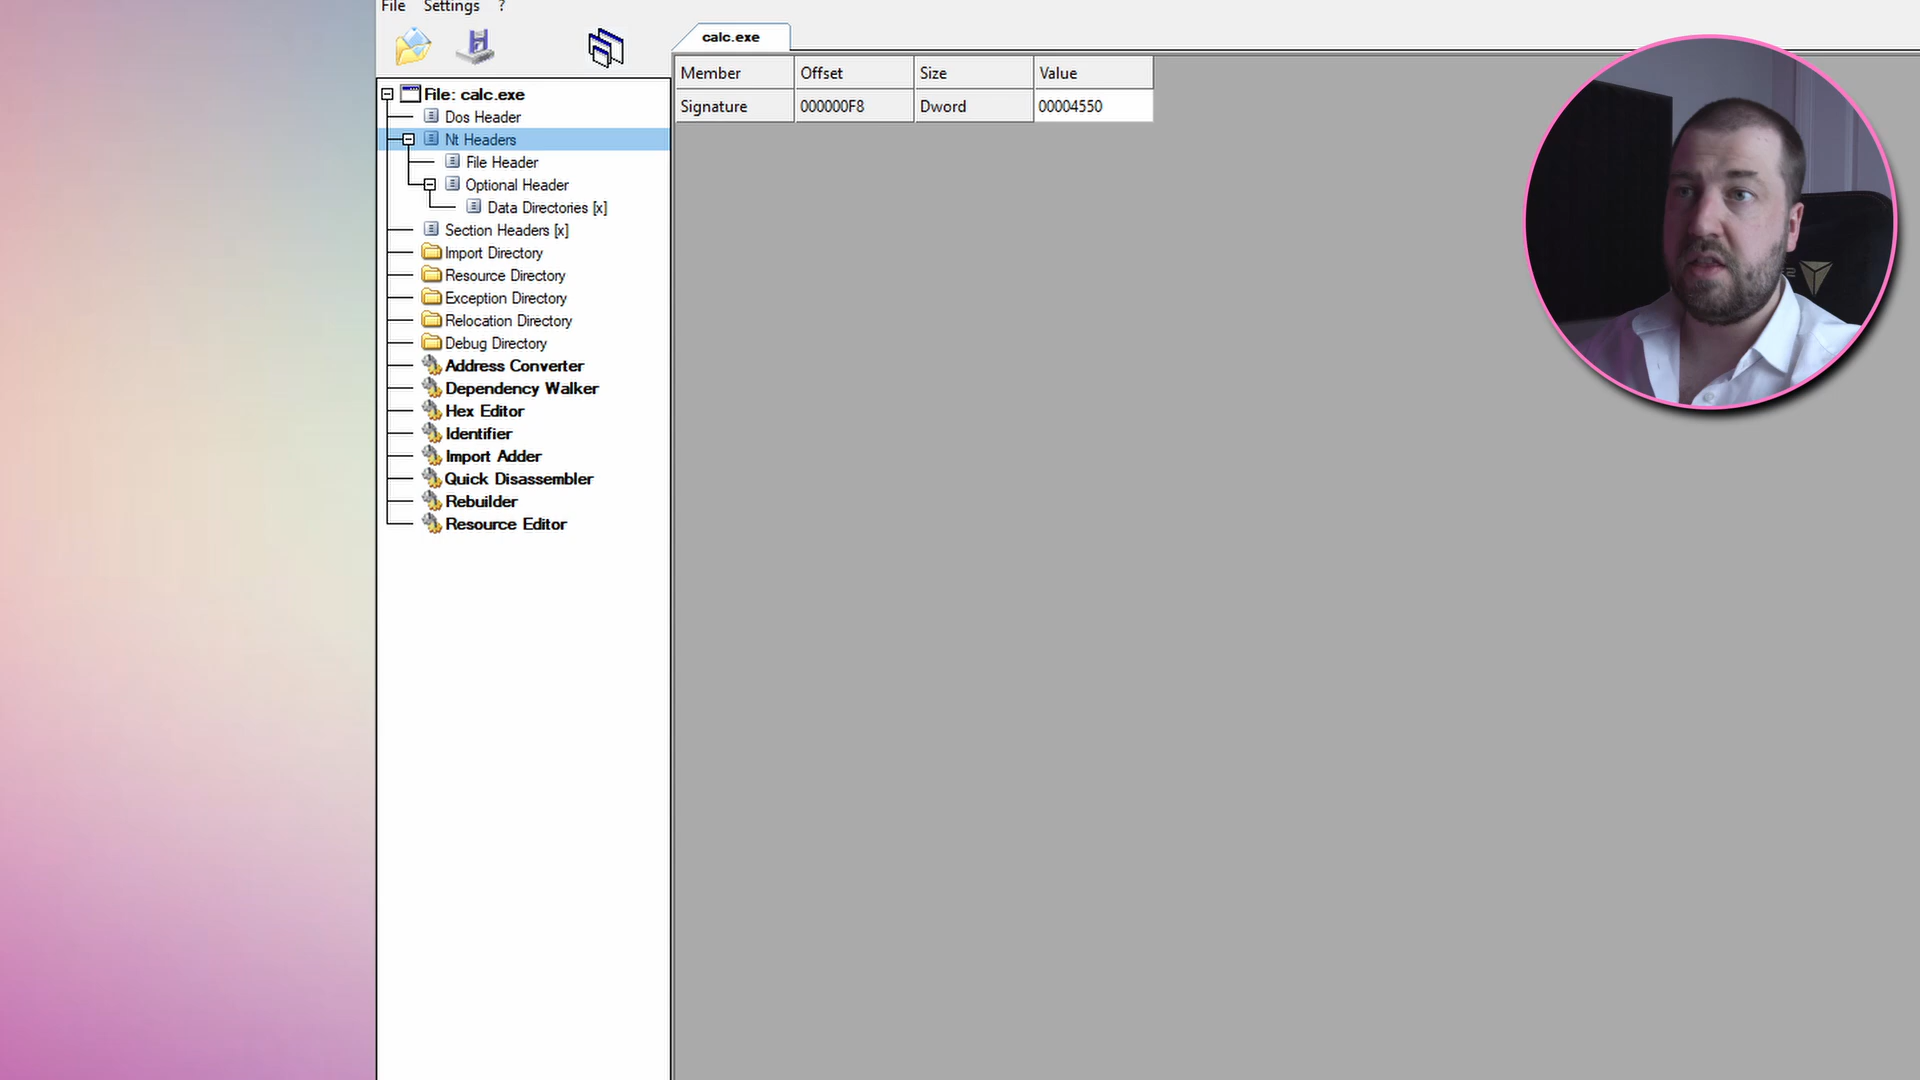 File Settings ?
calc.exe
Member Offset Size Value
Signature 000000F8 Dword 00004550
File: calc.exe
Dos Header
Nt Headers
File Header
Optional Header
Data Directories [x]
Section Headers [x]
Import Directory
Resource Directory
Exception Directory
Relocation Directory
Debug Directory
Address Converter
Dependency Walker
Hex Editor
Identifier
Import Adder
Quick Disassembler
Rebuilder
Resource Editor